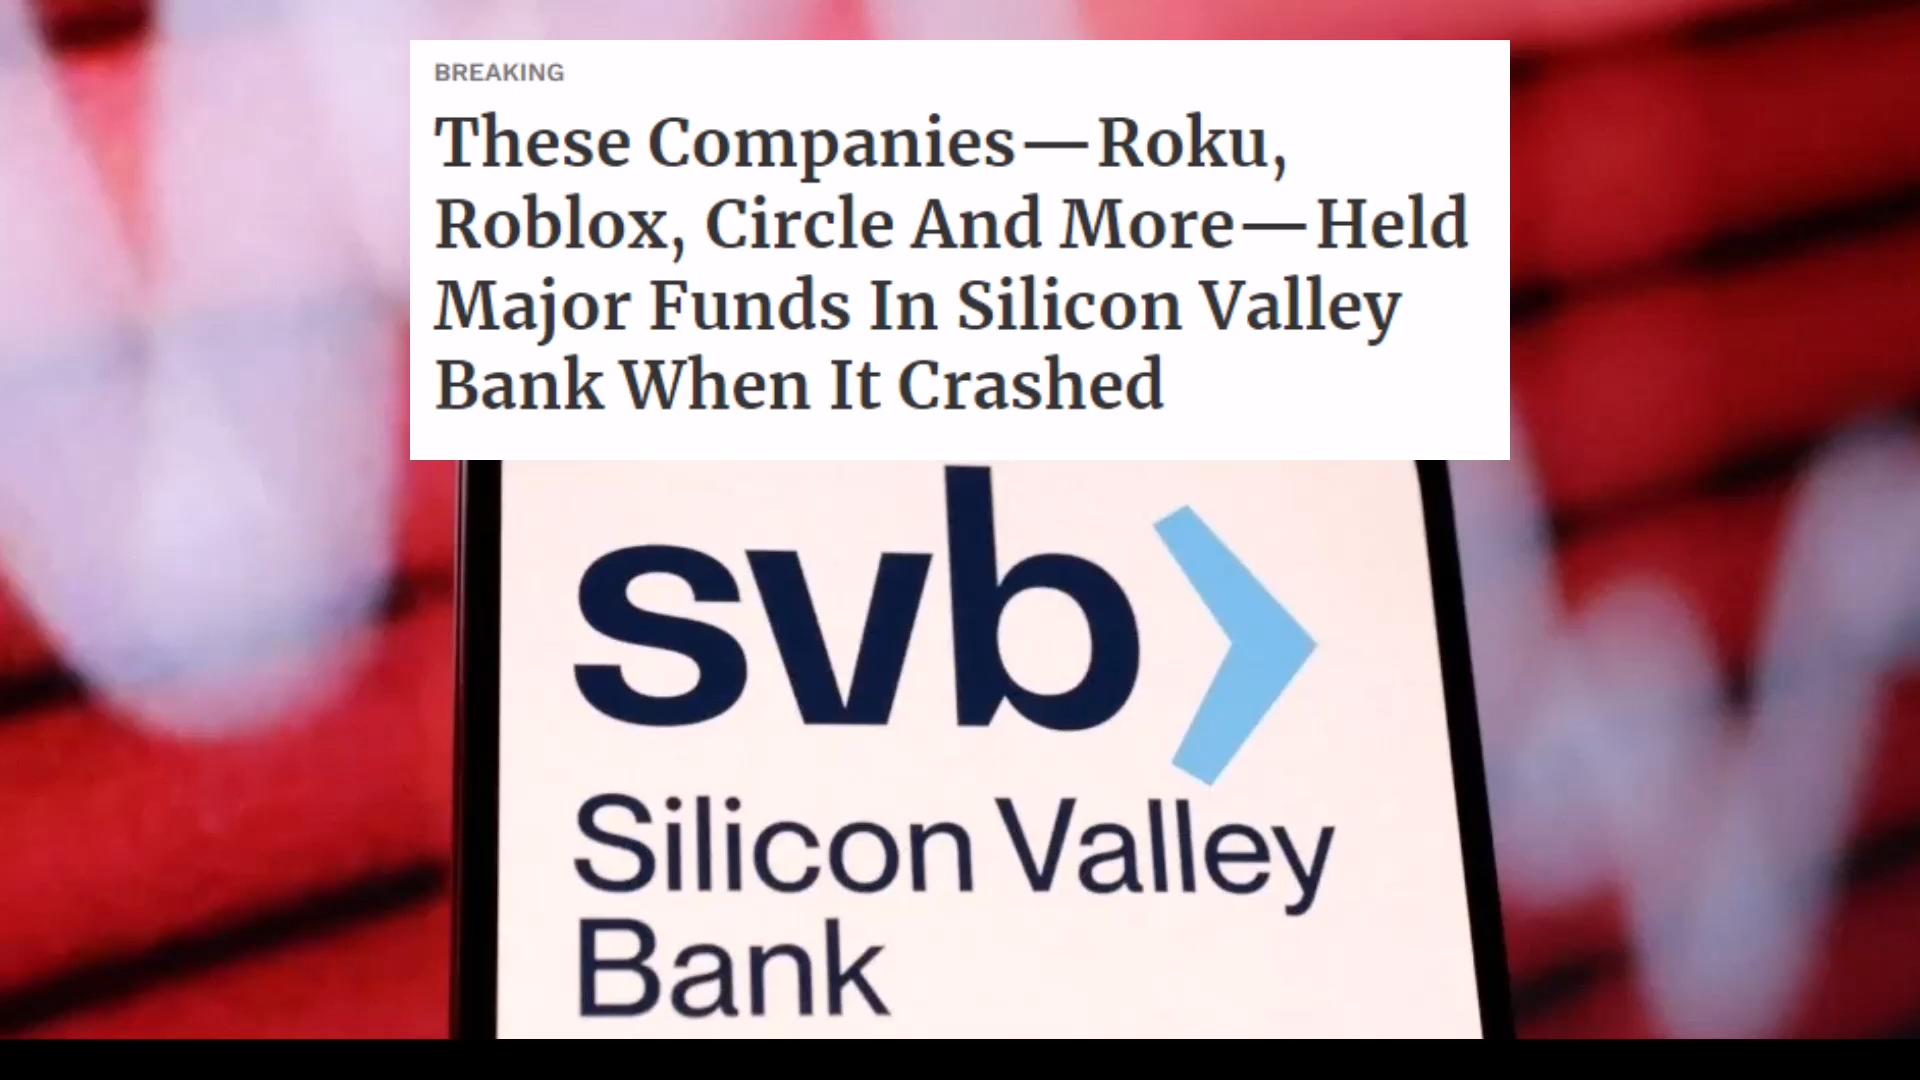 BREAKING
These Companies—Roku,
Roblox, Circle And More—Held
Major Funds In Silicon Valley
Bank When It Crashed
svb
Silicon Valley
Bank